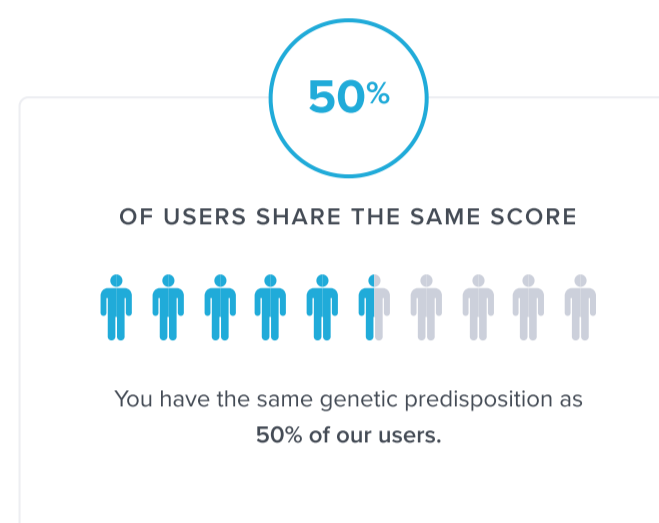 50%
OF USERS SHARE THE SAME SCORE
You have the same genetic predisposition as
50% of our users.